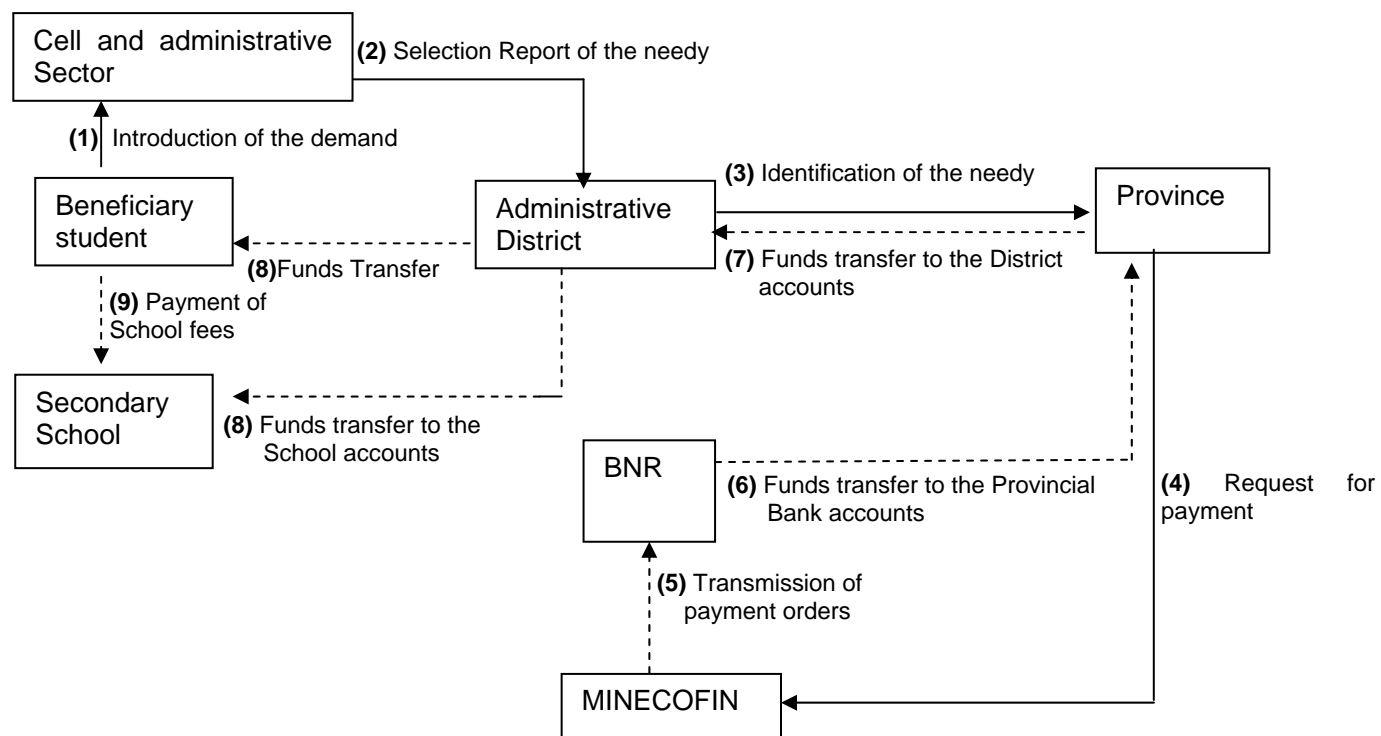 Cell and administrative
Sector
(2) Selection Report of the needy
(1) Introduction of the demand
(3) Identification of the needy
Beneficiary
student
Administrative
District
Province
(8)Funds Transfer
(7) Funds transfer to the District
accounts
(9) Payment of
School fees
Secondary
School
(8) Funds transfer to the
School accounts
BNR
(6) Funds transfer to the Provincial
Bank accounts
(4) Request for
payment
(5) Transmission of
payment orders
MINECOFIN